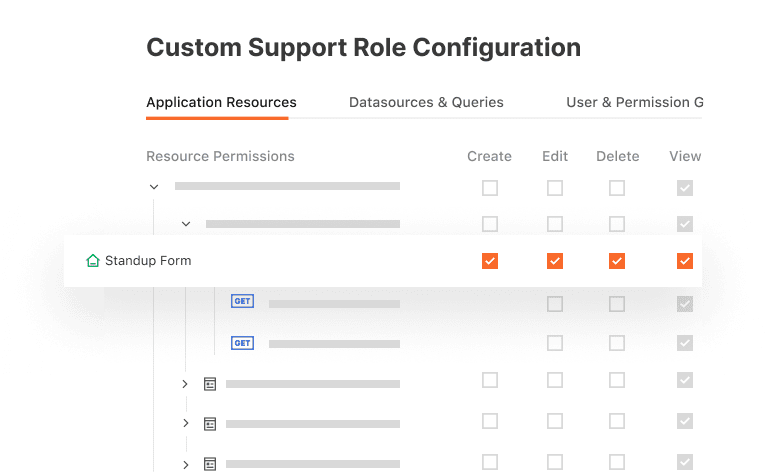 Custom Support Role Configuration
Application Resources Datasources & Queries User & Permission G
Resource Permissions Create Edit Delete View
Standup Form
GET
GET